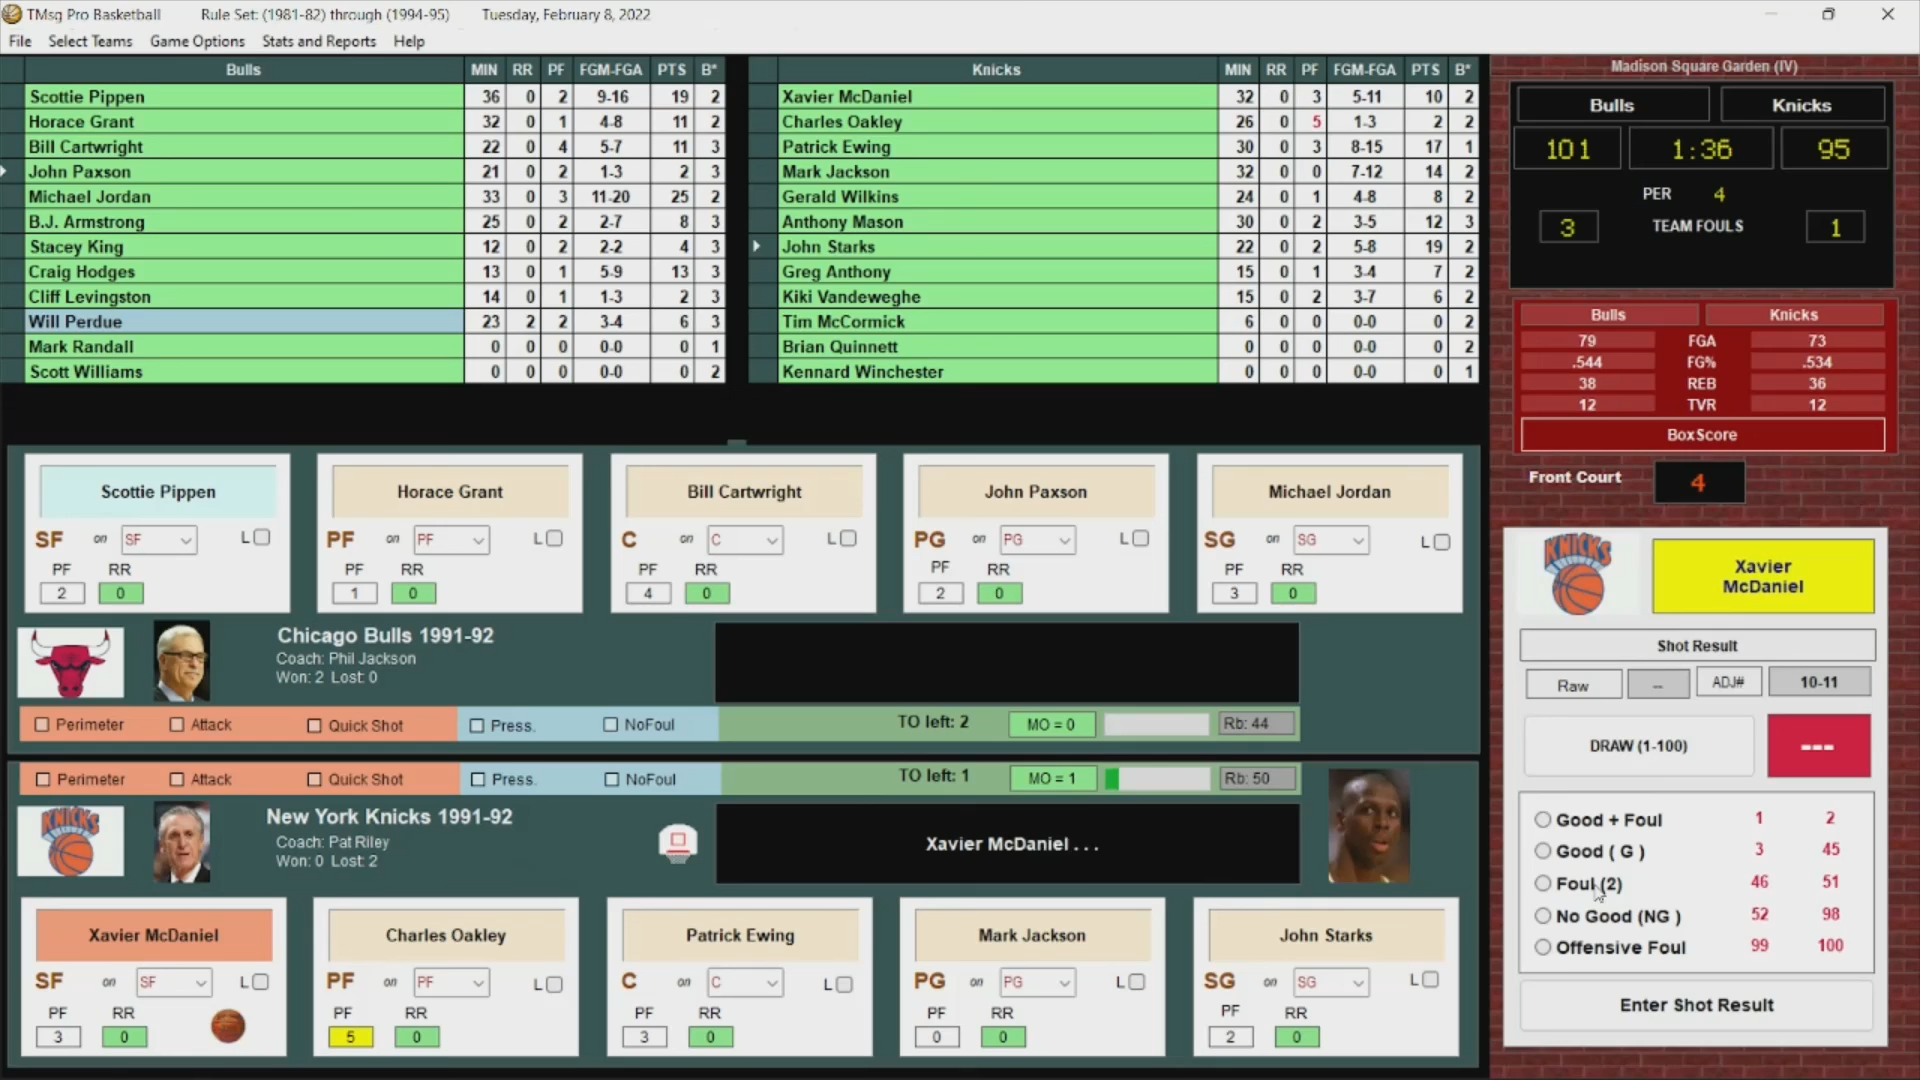 TMsg Pro Basketball Rule Set: (1981-82) through (1994-95) Tuesday, February 8, 2022
File Select Teams Game Options Stats and Reports Help
Bulls MIN RR PF FGM-FGA PTS B*
Scottie Pippen 36 0 2 9-16 19 2
Horace Grant 32 0 1 4-8 11 2
Bill Cartwright 22 0 4 5-7 11 3
John Paxson 21 0 2 1-3 2 3
Michael Jordan 33 0 3 11-20 25 2
B.J. Armstrong 25 0 2 2-7 8 3
Stacey King 12 0 2 2-2 4 3
Craig Hodges 13 0 1 5-9 13 3
Cliff Levingston 14 0 1 1-3 2 3
Will Perdue 23 2 2 3-4 6 3
Mark Randall 0 0 0 0-0 0 1
Scott Williams 0 0 0 0-0 0 2
Knicks MIN RR PF FGM-FGA PTS B*
Xavier McDaniel 32 0 3 5-11 10 2
Charles Oakley 26 0 5 1-3 2 2
Patrick Ewing 30 0 3 8-15 17 1
Mark Jackson 32 0 0 7-12 14 2
Gerald Wilkins 24 0 1 4-8 8 2
Anthony Mason 30 0 2 3-5 12 3
John Starks 22 0 2 5-8 19 2
Greg Anthony 15 0 1 3-4 7 2
Kiki Vandeweghe 15 0 2 3-7 6 2
Tim McCormick 6 0 0 0-0 0 2
Brian Quinnett 0 0 0 0-0 0 2
Kennard Winchester 0 0 0 0-0 0 1
Madison Square Garden (IV)
Bulls Knicks
101 1:36 95
PER 4
3 TEAM FOULS 1
Bulls Knicks
79 FGA 73
.544 FG% .534
38 REB 36
12 TVR 12
BoxScore
Front Court 4
Scottie Pippen Horace Grant Bill Cartwright John Paxson Michael Jordan
SF on SF L PF on PF L C on C L PG on PG L SG on SG L
PF RR PF RR PF RR PF RR PF RR
2 0 1 0 4 0 2 0 3 0
Chicago Bulls 1991-92
Coach: Phil Jackson
Won: 2 Lost: 0
Perimeter Attack Quick Shot Press. NoFoul TO left: 2 MO = 0 Rb: 44
Perimeter Attack Quick Shot Press. NoFoul TO left: 1 MO = 1 Rb: 50
KNICKS
New York Knicks 1991-92
Coach: Pat Riley
Won: 0 Lost: 2
Xavier McDaniel . . .
Xavier McDaniel Charles Oakley Patrick Ewing Mark Jackson John Starks
SF on SF L PF on PF L C on C L PG on PG L SG on SG L
PF RR PF RR PF RR PF RR PF RR
3 0 5 0 3 0 0 0 2 0
KNICKS
Xavier
McDaniel
Shot Result
Raw -- ADJ# 10-11
DRAW (1-100) ---
Good + Foul 1 2
Good ( G ) 3 45
Foul (2) 46 51
No Good (NG ) 52 98
Offensive Foul 99 100
Enter Shot Result